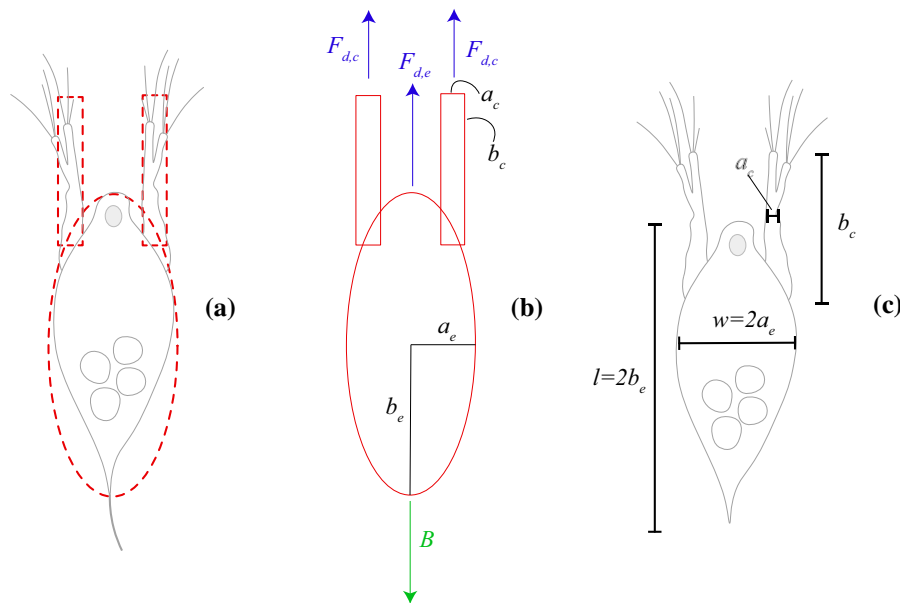 F_{d,c}
F_{d,e}
F_{d,c}
a_c
b_c
(a)
a_e
b_e
(b)
B
a_c
b_c
w=2a_e
l=2b_e
(c)